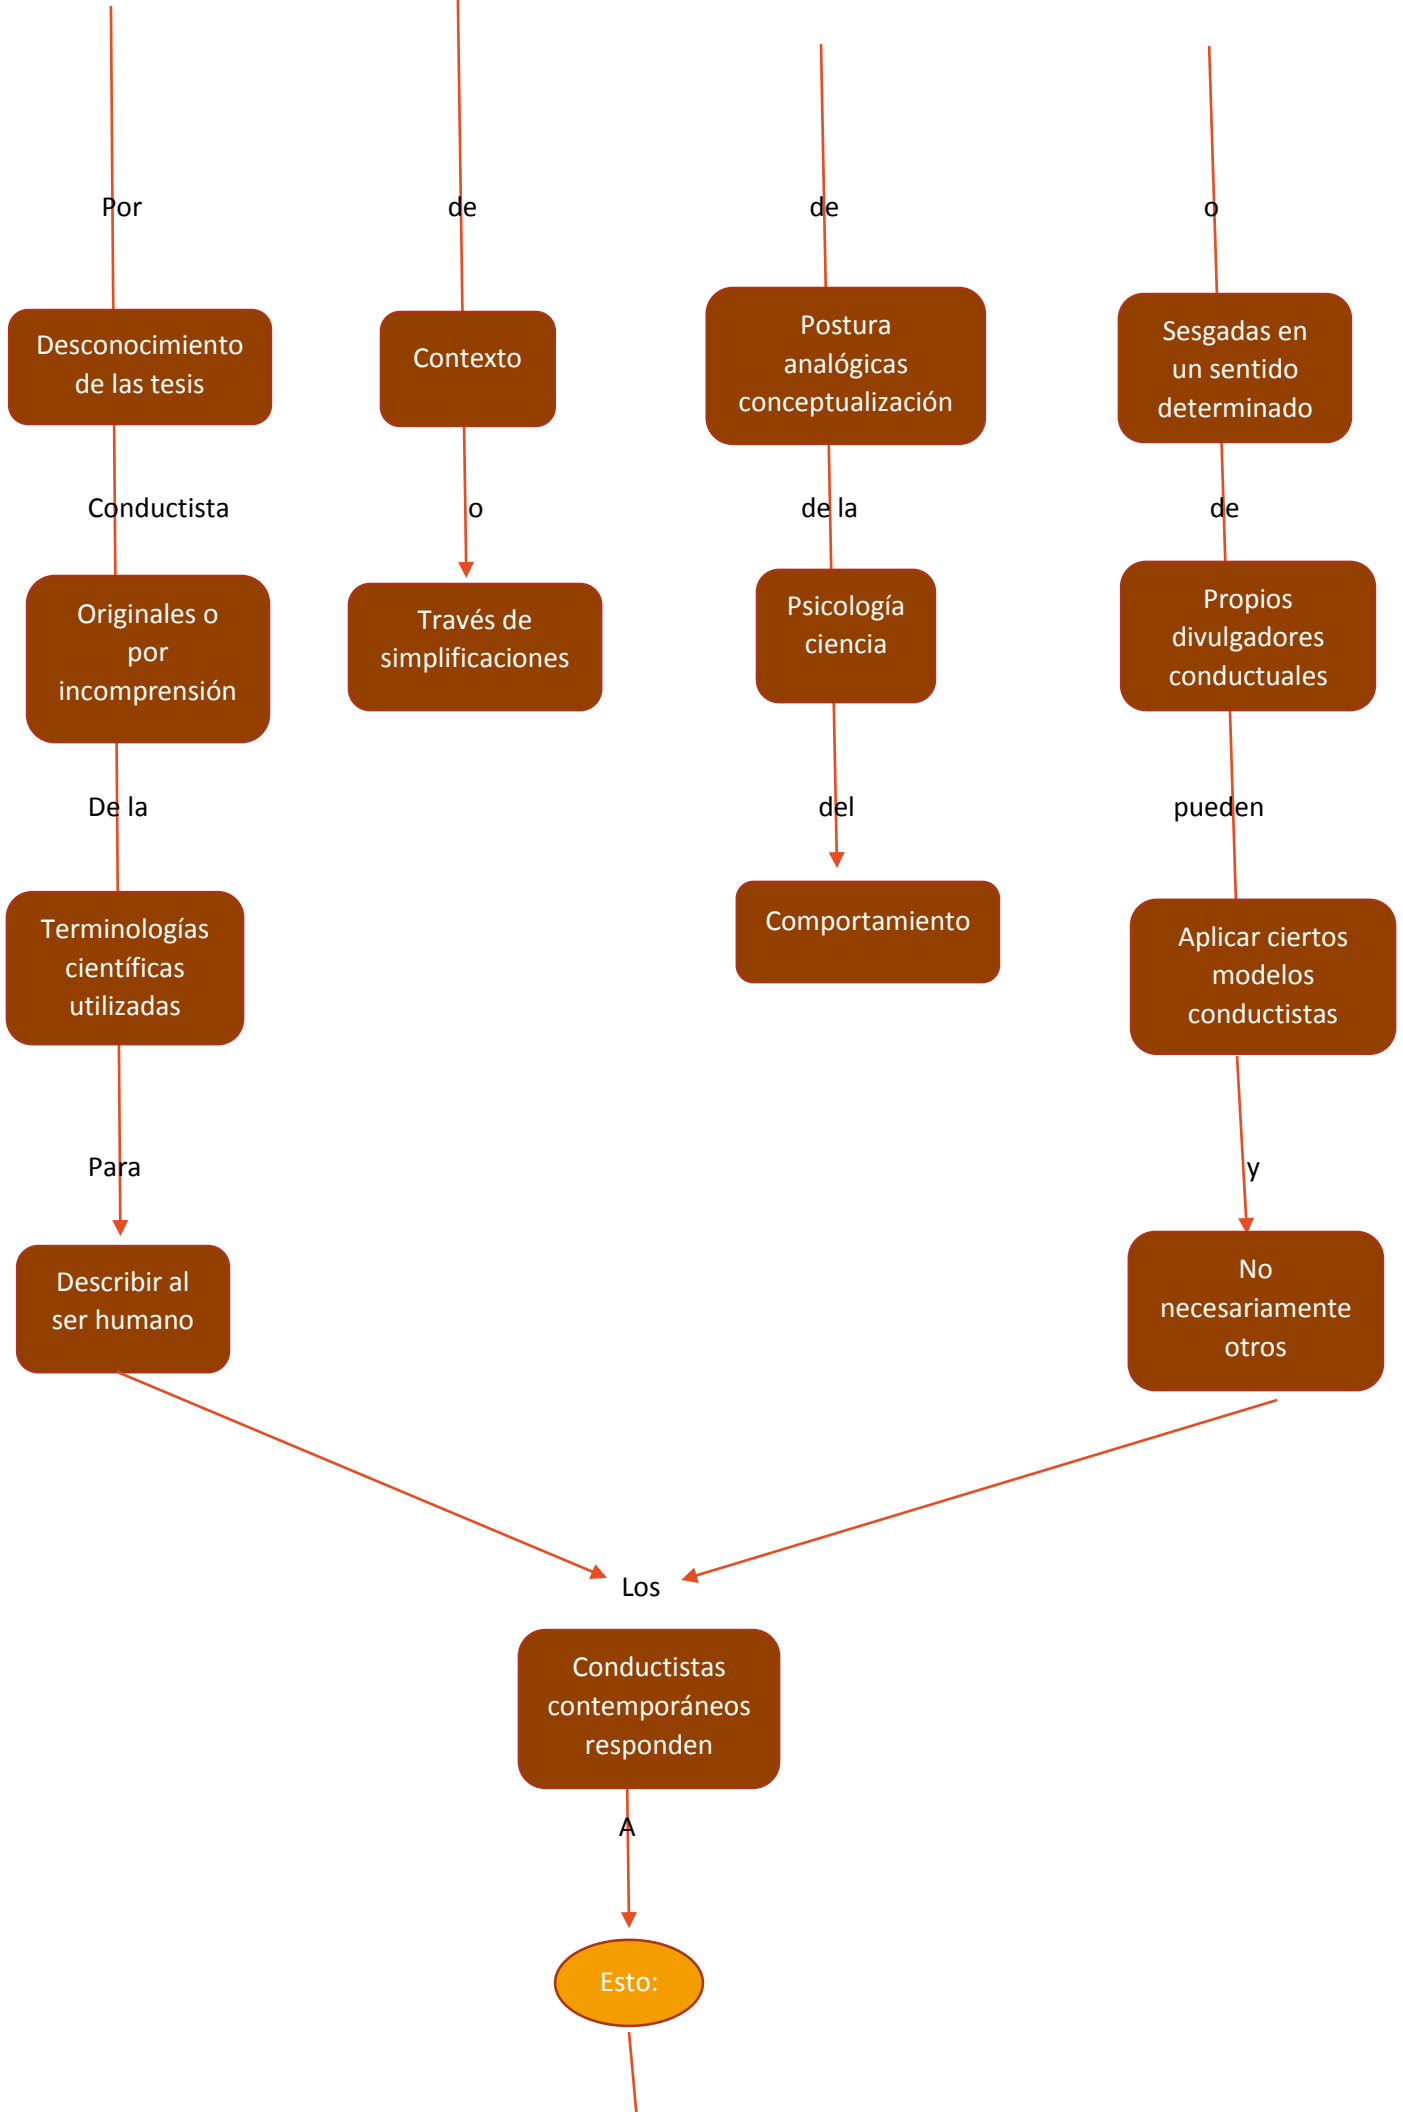 Por
Desconocimiento
de las tesis
Conductista
Originales o
por
incomprensión
De la
Terminologías
científicas
utilizadas
Para
Describir al
ser humano
de
Contexto
o
Través de
simplificaciones
de
Postura
analógicas
conceptualización
de la
Psicología
ciencia
del
Comportamiento
o
Sesgadas en
un sentido
determinado
de
Propios
divulgadores
conductuales
pueden
Aplicar ciertos
modelos
conductistas
y
No
necesariamente
otros
Los
Conductistas
contemporáneos
responden
A
Esto: